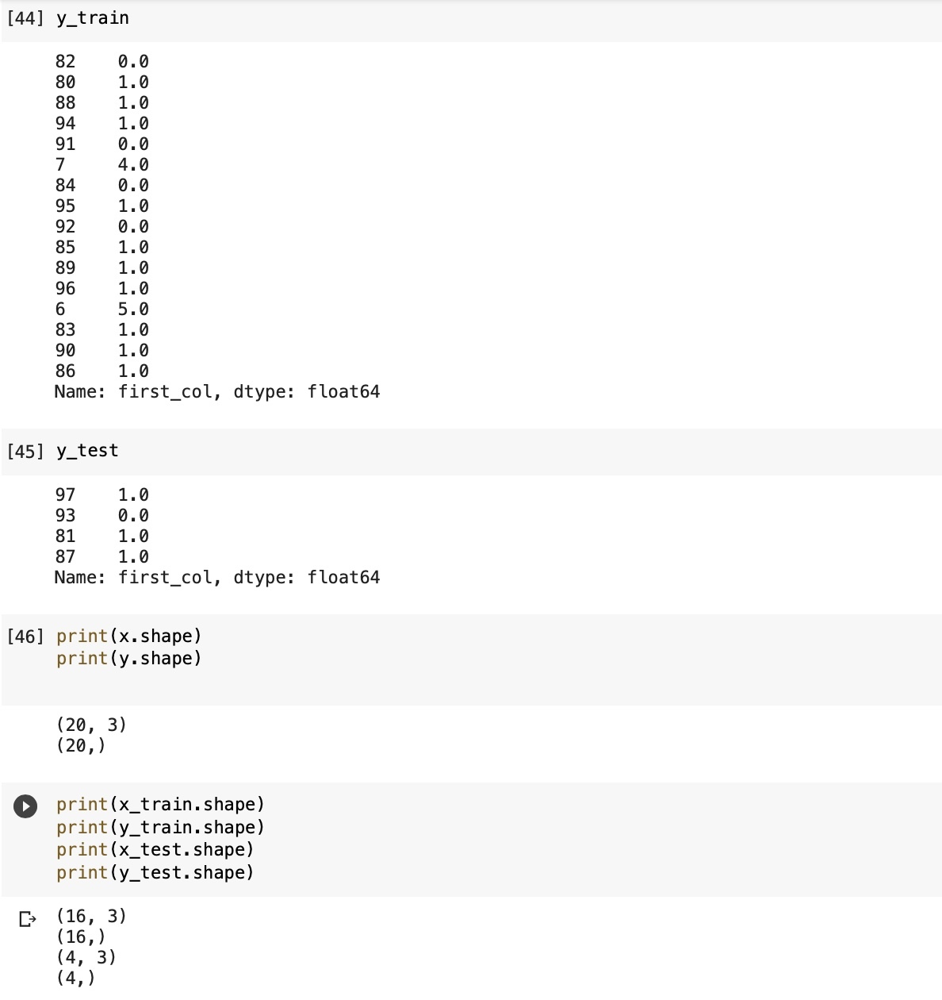 [44] y_train
82 0.0
80 1.0
88 1.0
94 1.0
91 0.0
7 4.0
84 0.0
95 1.0
92 0.0
85 1.0
89 1.0
96 1.0
6 5.0
83 1.0
90 1.0
86 1.0
Name: first_col, dtype: float64
[45] y_test
97 1.0
93 0.0
81 1.0
87 1.0
Name: first_col, dtype: float64
[46] print(x.shape)
print(y.shape)
(20, 3)
(20,)
print(x_train.shape)
print(y_train.shape)
print(x_test.shape)
print(y_test.shape)
(16, 3)
(16,)
(4, 3)
(4,)